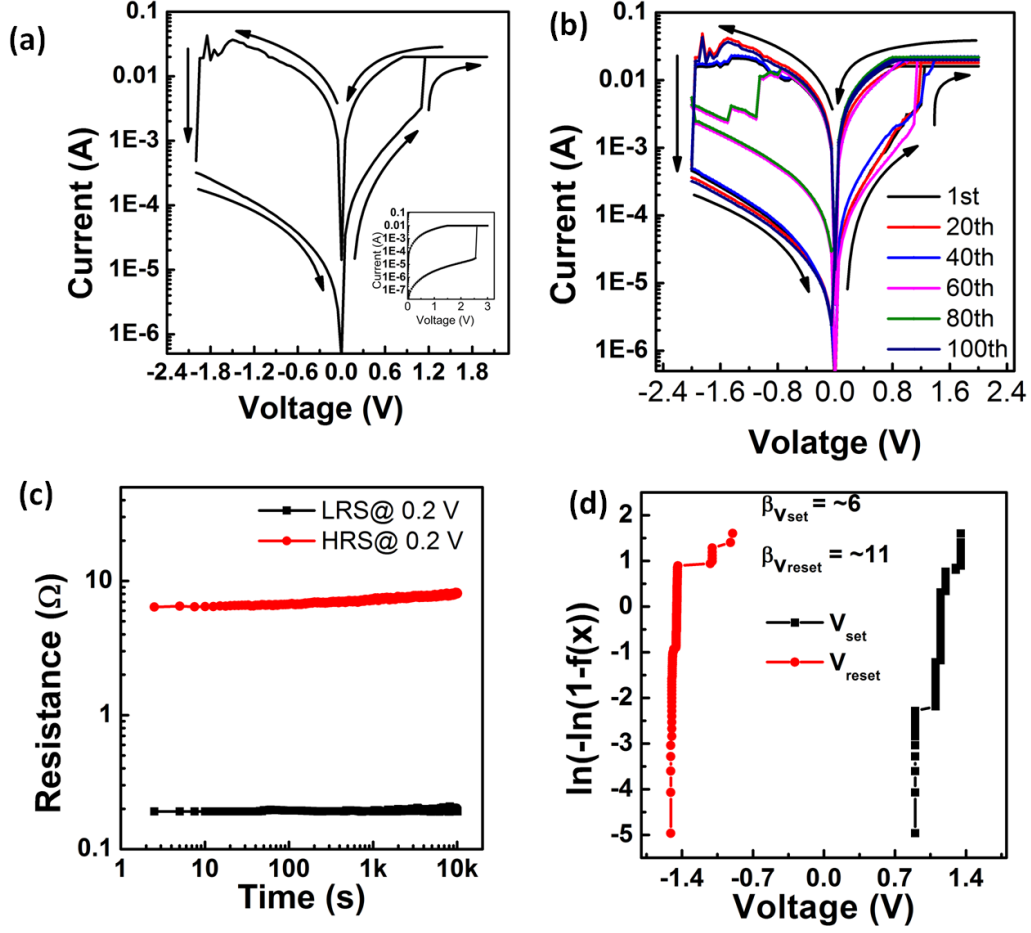 (a)
Current (A)
0.1
0.01
1E-3
1E-4
1E-5
1E-6
-2.4 -1.8 -1.2 -0.6 0.0 0.6 1.2 1.8
Voltage (V)
Current (A)
0.1
0.01
1E-3
1E-4
1E-5
1E-6
1E-7
0 1 2 3
Voltage (V)
(b)
Current (A)
0.1
0.01
1E-3
1E-4
1E-5
1E-6
-2.4 -1.6 -0.8 0.0 0.8 1.6 2.4
Volatge (V)
1st
20th
40th
60th
80th
100th
(c)
Resistance (Ω)
10
1
0.1
1 10 100 1k 10k
Time (s)
LRS@ 0.2 V
HRS@ 0.2 V
(d)
ln(-ln(1-f(x))
2
1
0
-1
-2
-3
-4
-5
-1.4 -0.7 0.0 0.7 1.4
Voltage (V)
βVset = ~6
βVreset = ~11
Vset
Vreset